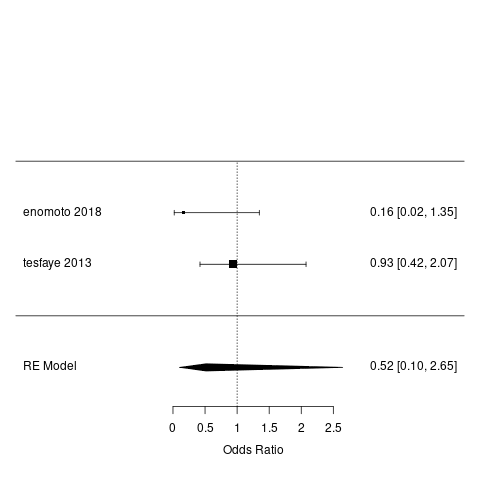 enomoto 2018 0.16 [0.02, 1.35]
tesfaye 2013 0.93 [0.42, 2.07]
RE Model 0.52 [0.10, 2.65]
0 0.5 1 1.5 2 2.5
Odds Ratio